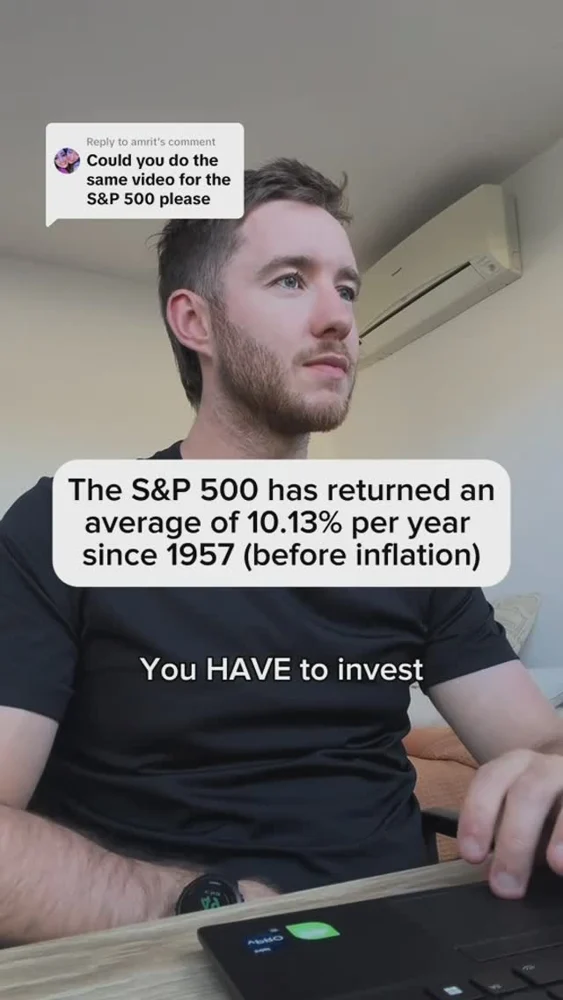 Reply to amrit's comment
Could you do the
same video for the
S&P 500 please
The S&P 500 has returned an
average of 10.13% per year
since 1957 (before inflation)
You HAVE to invest